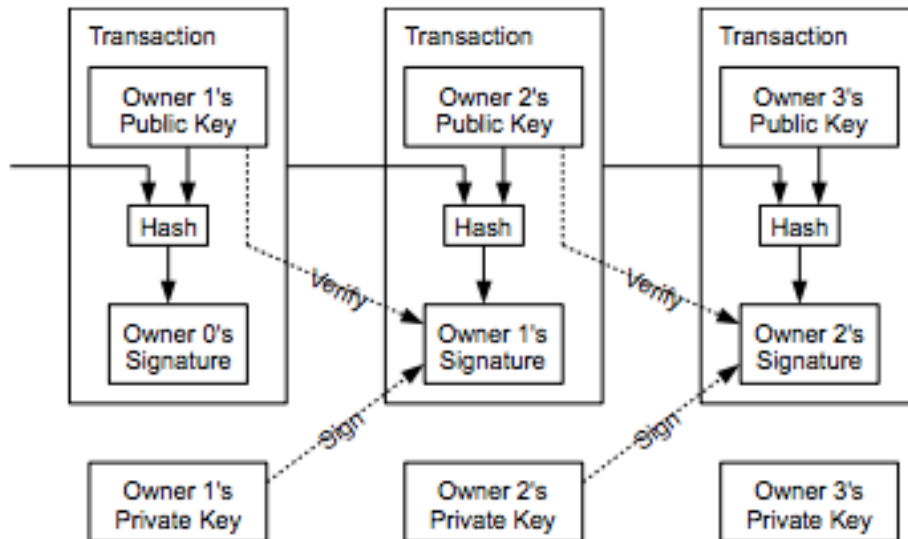 Transaction
Owner 1's
Public Key
Hash
Verify
Owner 0's
Signature
Sign
Owner 1's
Private Key
Transaction
Owner 2's
Public Key
Hash
Verify
Owner 1's
Signature
Sign
Owner 2's
Private Key
Transaction
Owner 3's
Public Key
Hash
Owner 2's
Signature
Owner 3's
Private Key